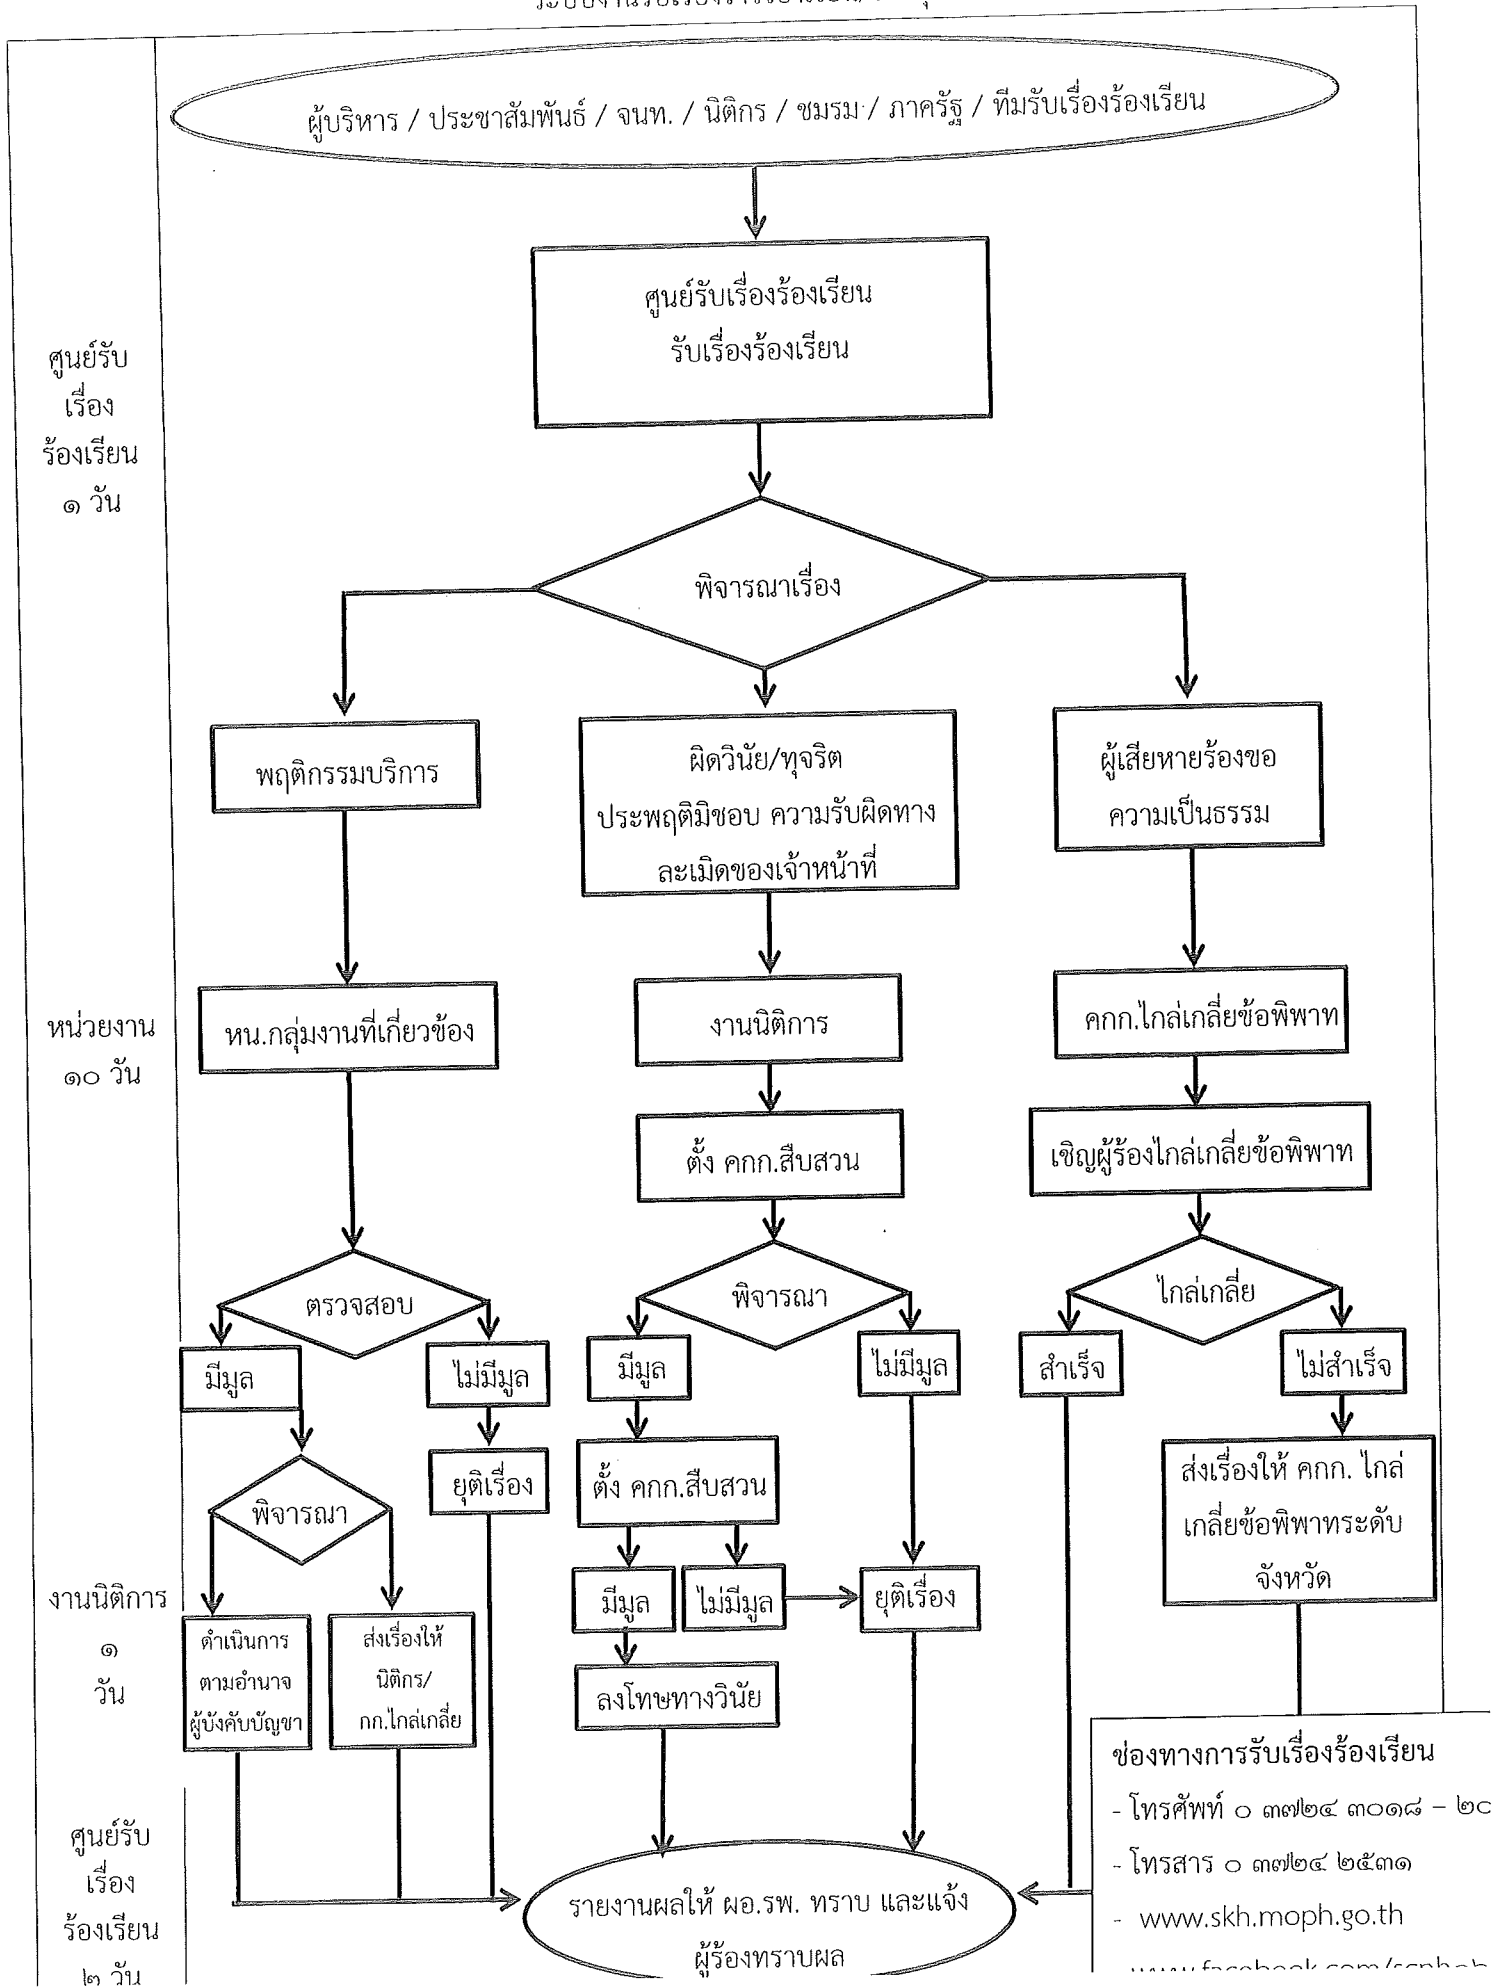 ผู้บริหาร / ประชาสัมพันธ์ / จนท. / นิติกร / ชมรม / ภาครัฐ / ทีมรับเรื่องร้องเรียน
ศูนย์รับเรื่องร้องเรียน
รับเรื่องร้องเรียน
ศูนย์รับ
เรื่อง
ร้องเรียน
๑ วัน
พิจารณาเรื่อง
พฤติกรรมบริการ
ผิดวินัย/ทุจริต
ประพฤติมิชอบ ความรับผิดทาง
ละเมิดของเจ้าหน้าที่
ผู้เสียหายร้องขอ
ความเป็นธรรม
หน่วยงาน
๑๐ วัน
หน.กลุ่มงานที่เกี่ยวข้อง
งานนิติการ
คกก.ไกล่เกลี่ยข้อพิพาท
ตั้ง คกก.สืบสวน
เชิญผู้ร้องไกล่เกลี่ยข้อพิพาท
ตรวจสอบ
พิจารณา
ไกล่เกลี่ย
มีมูล
ไม่มีมูล
มีมูล
ไม่มีมูล
สำเร็จ
ไม่สำเร็จ
พิจารณา
ยุติเรื่อง
ตั้ง คกก.สืบสวน
ส่งเรื่องให้ คกก. ไกล่
เกลี่ยข้อพิพาทระดับ
จังหวัด
งานนิติการ
๑
วัน
มีมูล
ไม่มีมูล
ยุติเรื่อง
ดำเนินการ
ตามอำนาจ
ผู้บังคับบัญชา
ส่งเรื่องให้
นิติกร/
กก.ไกล่เกลี่ย
ลงโทษทางวินัย
ช่องทางการรับเรื่องร้องเรียน
- โทรศัพท์ ๐ ๓๗๒๔ ๓๐๑๘ – ๒๐
- โทรสาร ๐ ๓๗๒๔ ๒๕๓๑
- www.skh.moph.go.th
ศูนย์รับ
เรื่อง
ร้องเรียน
๒ วัน
รายงานผลให้ ผอ.รพ. ทราบ และแจ้ง
ผู้ร้องทราบผล